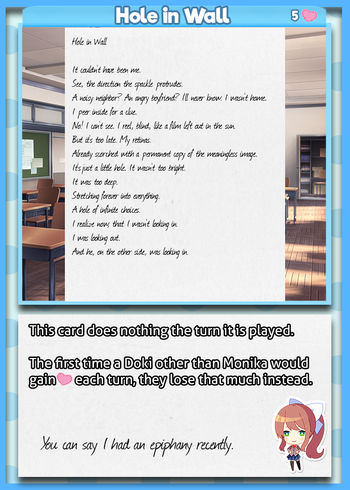 Hole in Wall
5
Hole in Wall
It couldn't have been me.
See, the direction the spackle protrudes.
A noisy neighbor? An angry boyfriend? I'll never know. I wasn't home.
I peer inside for a clue.
No! I can't see. I reel, blind, like a film left out in the sun.
But it's too late. My retinas.
Already scorched with a permanent copy of the meaningless image.
It's just a little hole. It wasn't too bright.
It was too deep.
Stretching forever into everything.
A hole of infinite choices.
I realize now, that I wasn't looking in.
I was looking out.
And he, on the other side, was looking in.
This card does nothing the turn it is played.
The first time a Doki other than Monika would
gain each turn, they lose that much instead.
You can say I had an epiphany recently.